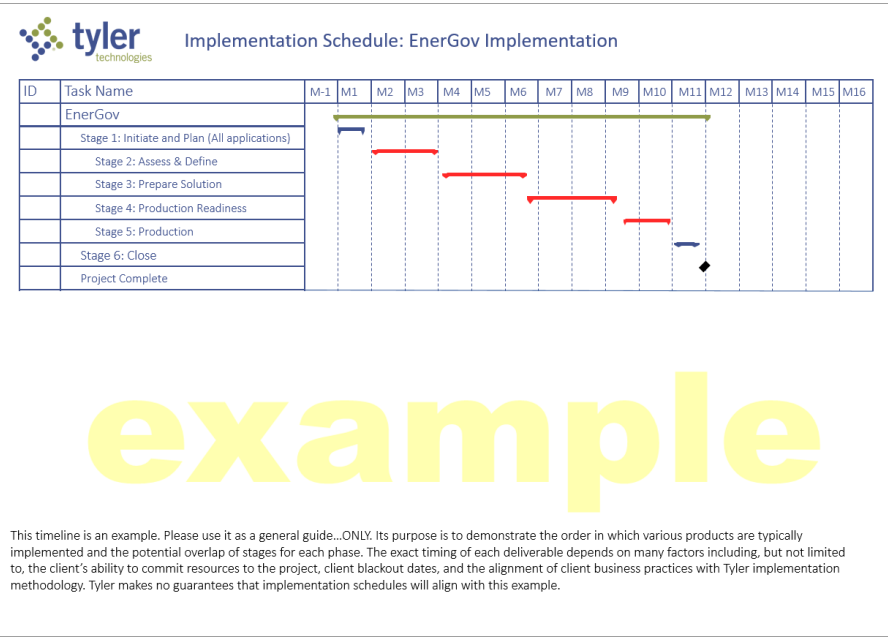 tyler
technologies
Implementation Schedule: EnerGov Implementation
ID Task Name M-1 M1 M2 M3 M4 M5 M6 M7 M8 M9 M10 M11 M12 M13 M14 M15 M16
EnerGov
Stage 1: Initiate and Plan (All applications)
Stage 2: Assess & Define
Stage 3: Prepare Solution
Stage 4: Production Readiness
Stage 5: Production
Stage 6: Close
Project Complete
example
This timeline is an example. Please use it as a general guide...ONLY. Its purpose is to demonstrate the order in which various products are typically
implemented and the potential overlap of stages for each phase. The exact timing of each deliverable depends on many factors including, but not limited
to, the client's ability to commit resources to the project, client blackout dates, and the alignment of client business practices with Tyler implementation
methodology. Tyler makes no guarantees that implementation schedules will align with this example.